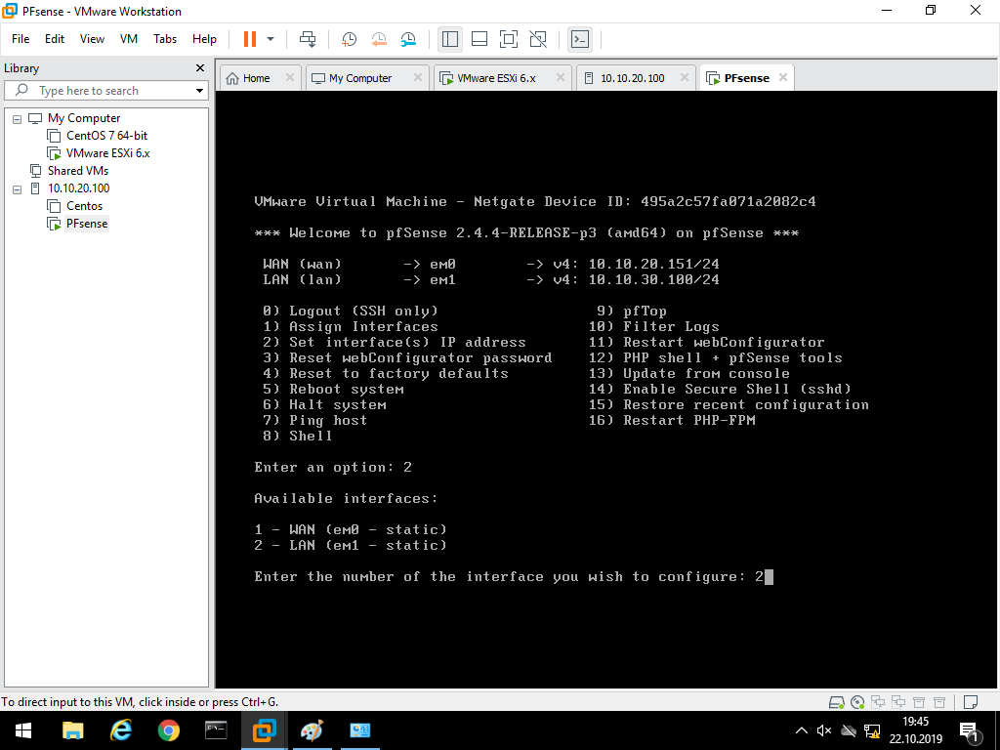 PFsense - VMware Workstation
File Edit View VM Tabs Help
Library
Type here to search
My Computer
CentOS 7 64-bit
VMware ESXi 6.x
Shared VMs
10.10.20.100
Centos
PFsense
Home My Computer VMware ESXi 6.x 10.10.20.100 PFsense
VMware Virtual Machine - Netgate Device ID: 495a2c57fa071a2082c4
*** Welcome to pfSense 2.4.4-RELEASE-p3 (amd64) on pfSense ***
WAN (wan) -> em0 -> v4: 10.10.20.151/24
LAN (lan) -> em1 -> v4: 10.10.30.100/24
0) Logout (SSH only) 9) pfTop
1) Assign Interfaces 10) Filter Logs
2) Set interface(s) IP address 11) Restart webConfigurator
3) Reset webConfigurator password 12) PHP shell + pfSense tools
4) Reset to factory defaults 13) Update from console
5) Reboot system 14) Enable Secure Shell (sshd)
6) Halt system 15) Restore recent configuration
7) Ping host 16) Restart PHP-FPM
8) Shell
Enter an option: 2
Available interfaces:
1 - WAN (em0 - static)
2 - LAN (em1 - static)
Enter the number of the interface you wish to configure: 2
To direct input to this VM, click inside or press Ctrl+G.
19:45
22.10.2019
1